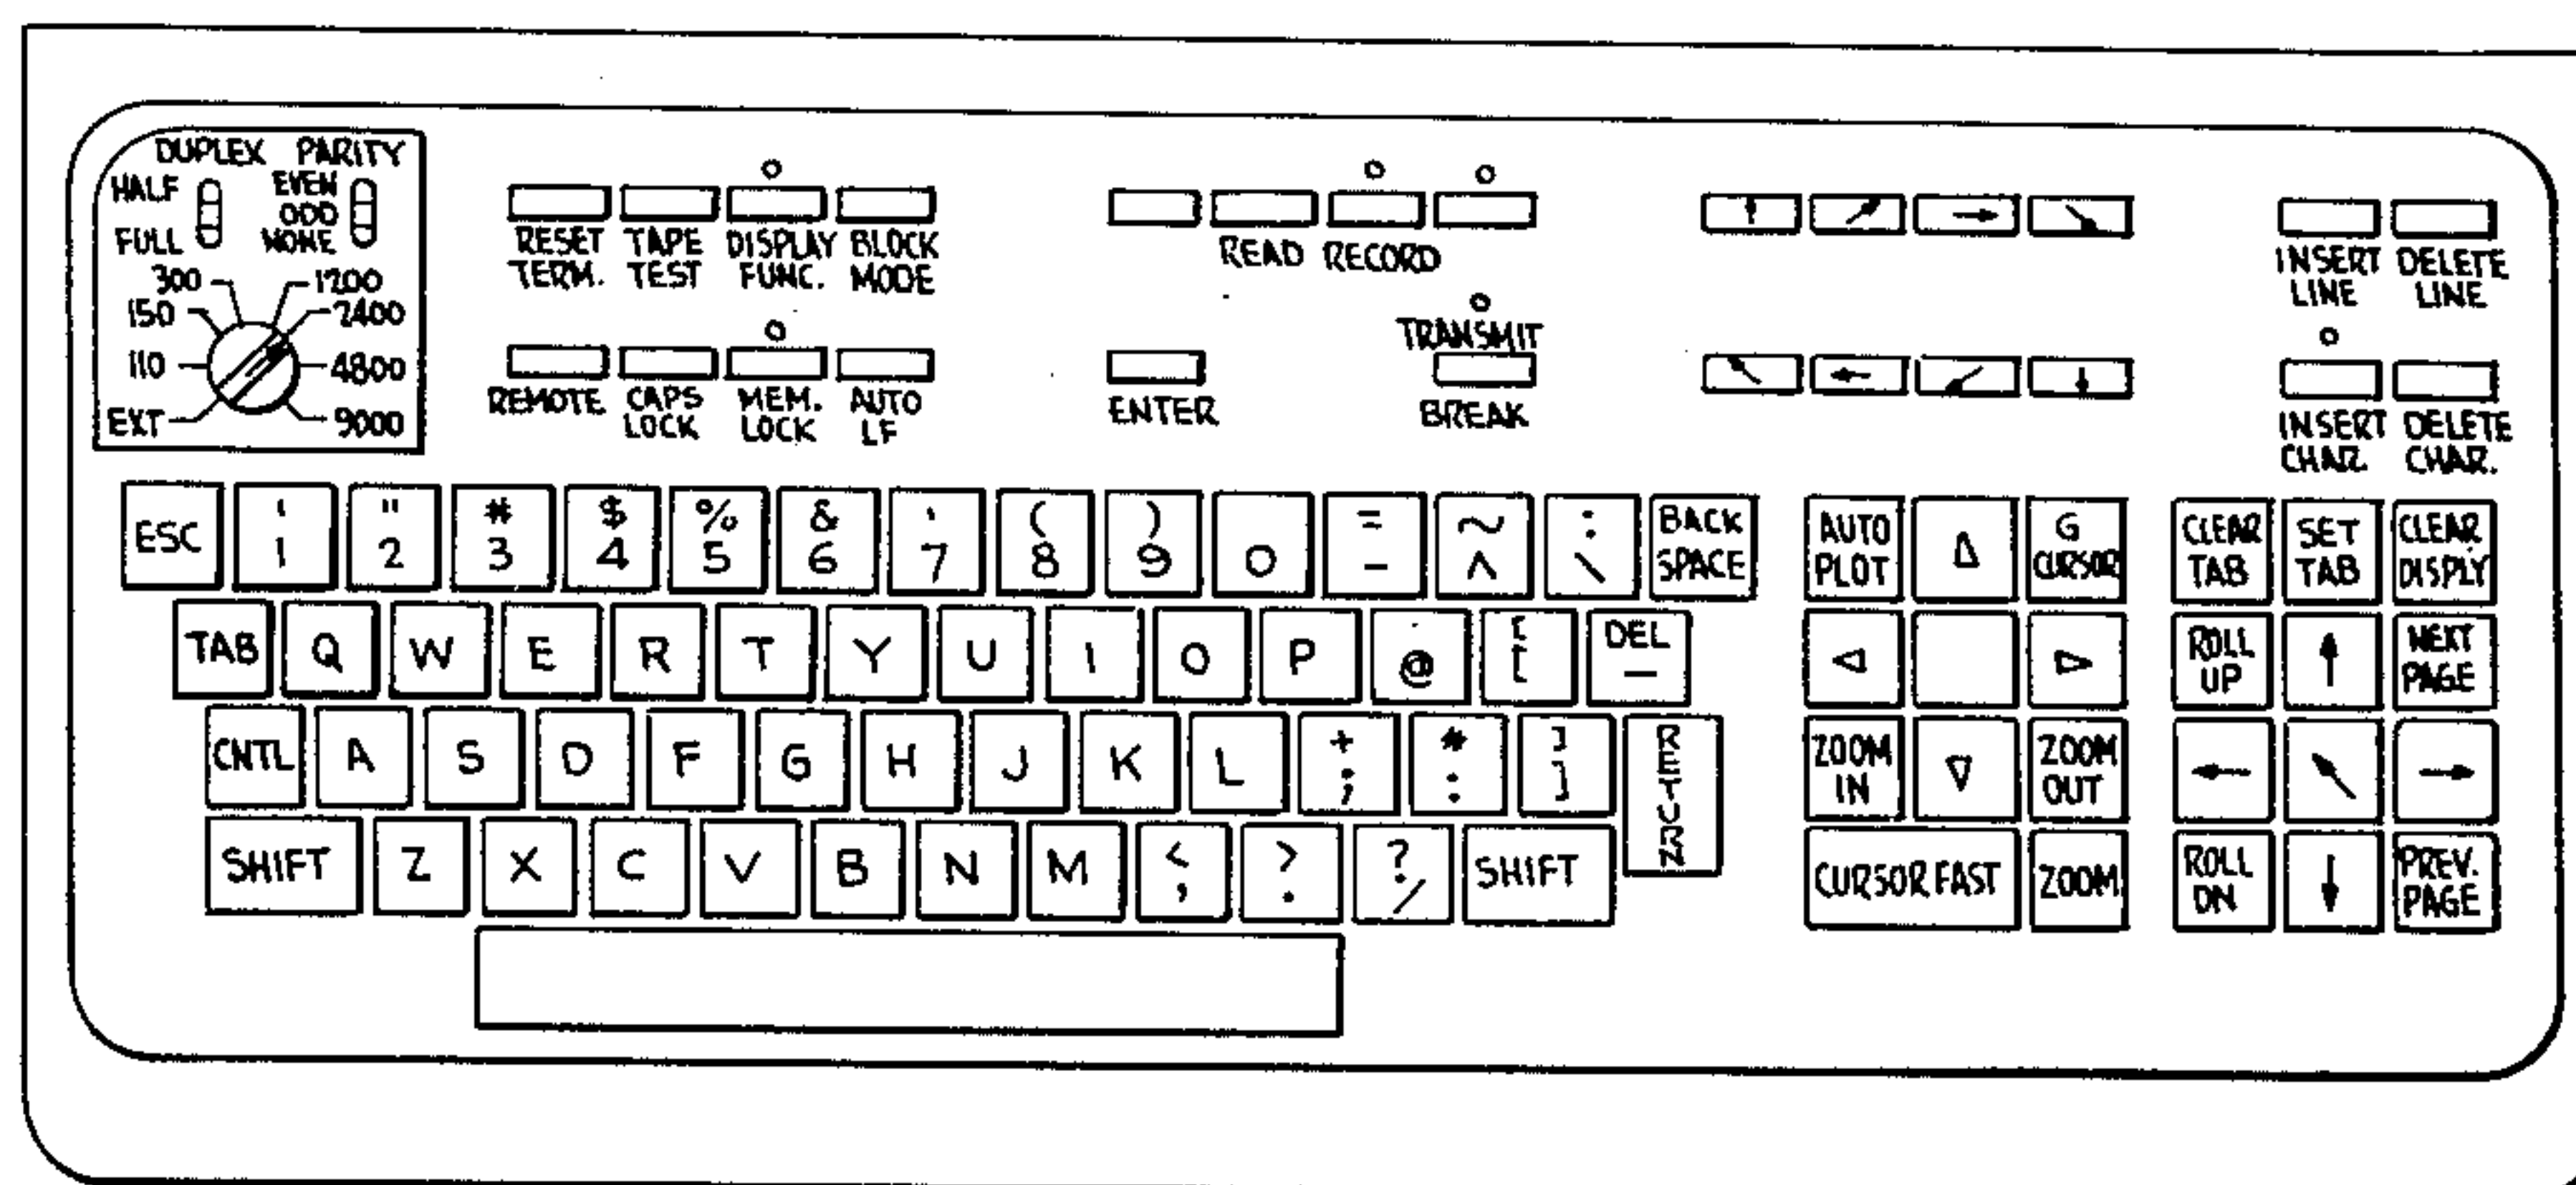 DUPLEX PARITY
HALF EVEN
ODD
FULL NONE
300 1200
150 2400
110 4800
EXT 9000
RESET TERM.
TAPE TEST
DISPLAY FUNC.
BLOCK MODE
READ RECORD
TRANSMIT
REMOTE
CAPS LOCK
MEM. LOCK
AUTO LF
ENTER
BREAK
INSERT LINE
DELETE LINE
INSERT CHAR.
DELETE CHAR.
ESC ' 1 " 2 # 3 $ 4 % 5 & 6 ' 7 ( 8 ) 9 0 = - ~ ^ : \ BACK SPACE
TAB Q W E R T Y U I O P @ [ [ DEL —
CNTL A S D F G H J K L + ; * : ] ] RETURN
SHIFT Z X C V B N M < , > . ? / SHIFT
AUTO PLOT Δ G CURSOR
◁ ▷
ZOOM IN ▽ ZOOM OUT
CURSOR FAST ZOOM
CLEAR TAB SET TAB CLEAR DISPLY
ROLL UP ↑ NEXT PAGE
← ↖ →
ROLL DN ↓ PREV. PAGE